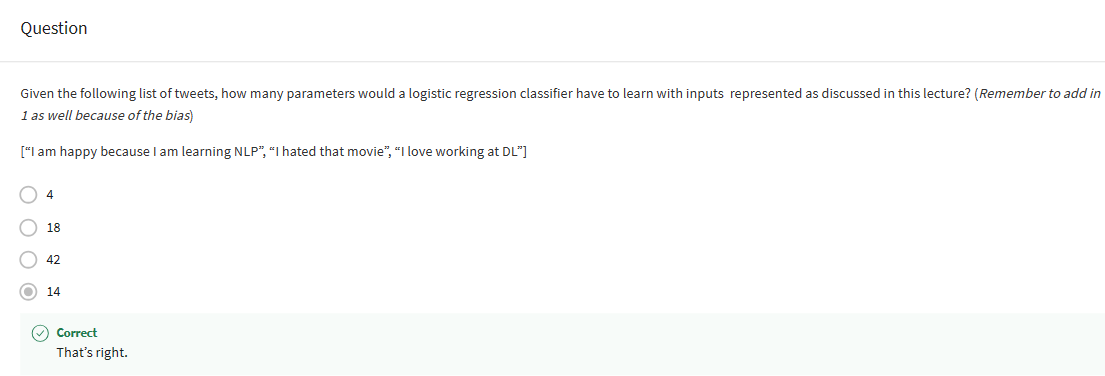 Question
Given the following list of tweets, how many parameters would a logistic regression classifier have to learn with inputs  represented as discussed in this lecture? (Remember to add in
1 as well because of the bias)
[“I am happy because I am learning NLP”, “I hated that movie”, “I love working at DL”]
4
18
42
14
Correct
That’s right.